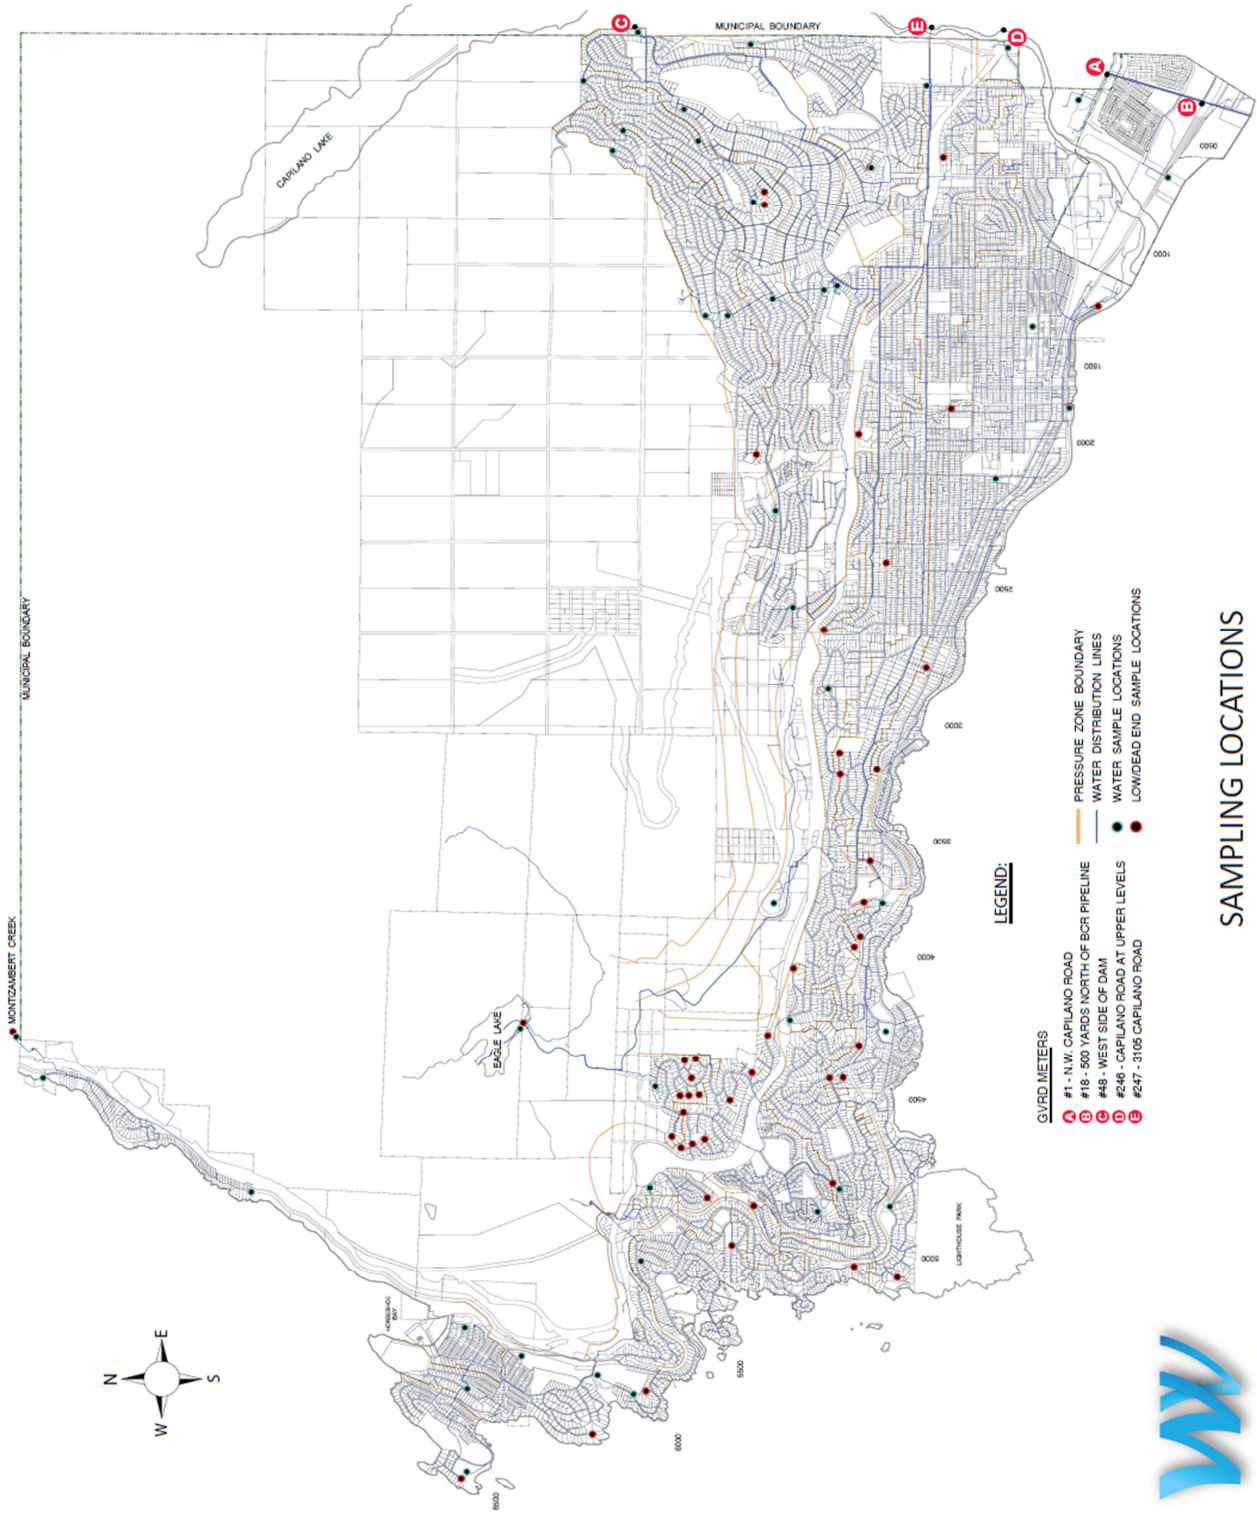 MUNICIPAL BOUNDARY
MUNICIPAL BOUNDARY
MONTIZAMBERT CREEK
CAPILANO LAKE
EAGLE LAKE
HORSESHOE
BAY
LIGHTHOUSE PARK
C
E
D
A
B
0500
1000
1500
2000
2500
3000
3500
4000
4500
5000
5500
6000
6500
N
E
S
W
LEGEND:
PRESSURE ZONE BOUNDARY
WATER DISTRIBUTION LINES
WATER SAMPLE LOCATIONS
LOW/DEAD END SAMPLE LOCATIONS
GVRD METERS
A #1 - N.W. CAPILANO ROAD
B #18 - 500 YARDS NORTH OF BCR PIPELINE
C #48 - WEST SIDE OF DAM
D #246 - CAPILANO ROAD AT UPPER LEVELS
E #247 - 3105 CAPILANO ROAD
SAMPLING LOCATIONS